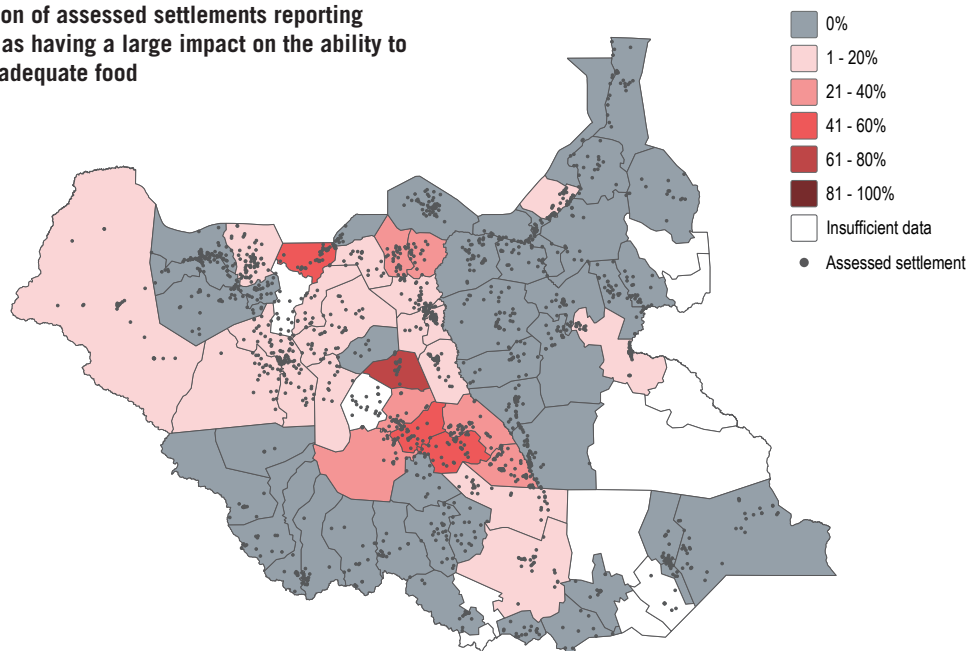 of assessed settlements reporting
as having a large impact on the ability to
adequate food
0%
1 - 20%
21 - 40%
41 - 60%
61 - 80%
81 - 100%
Insufficient data
Assessed settlement